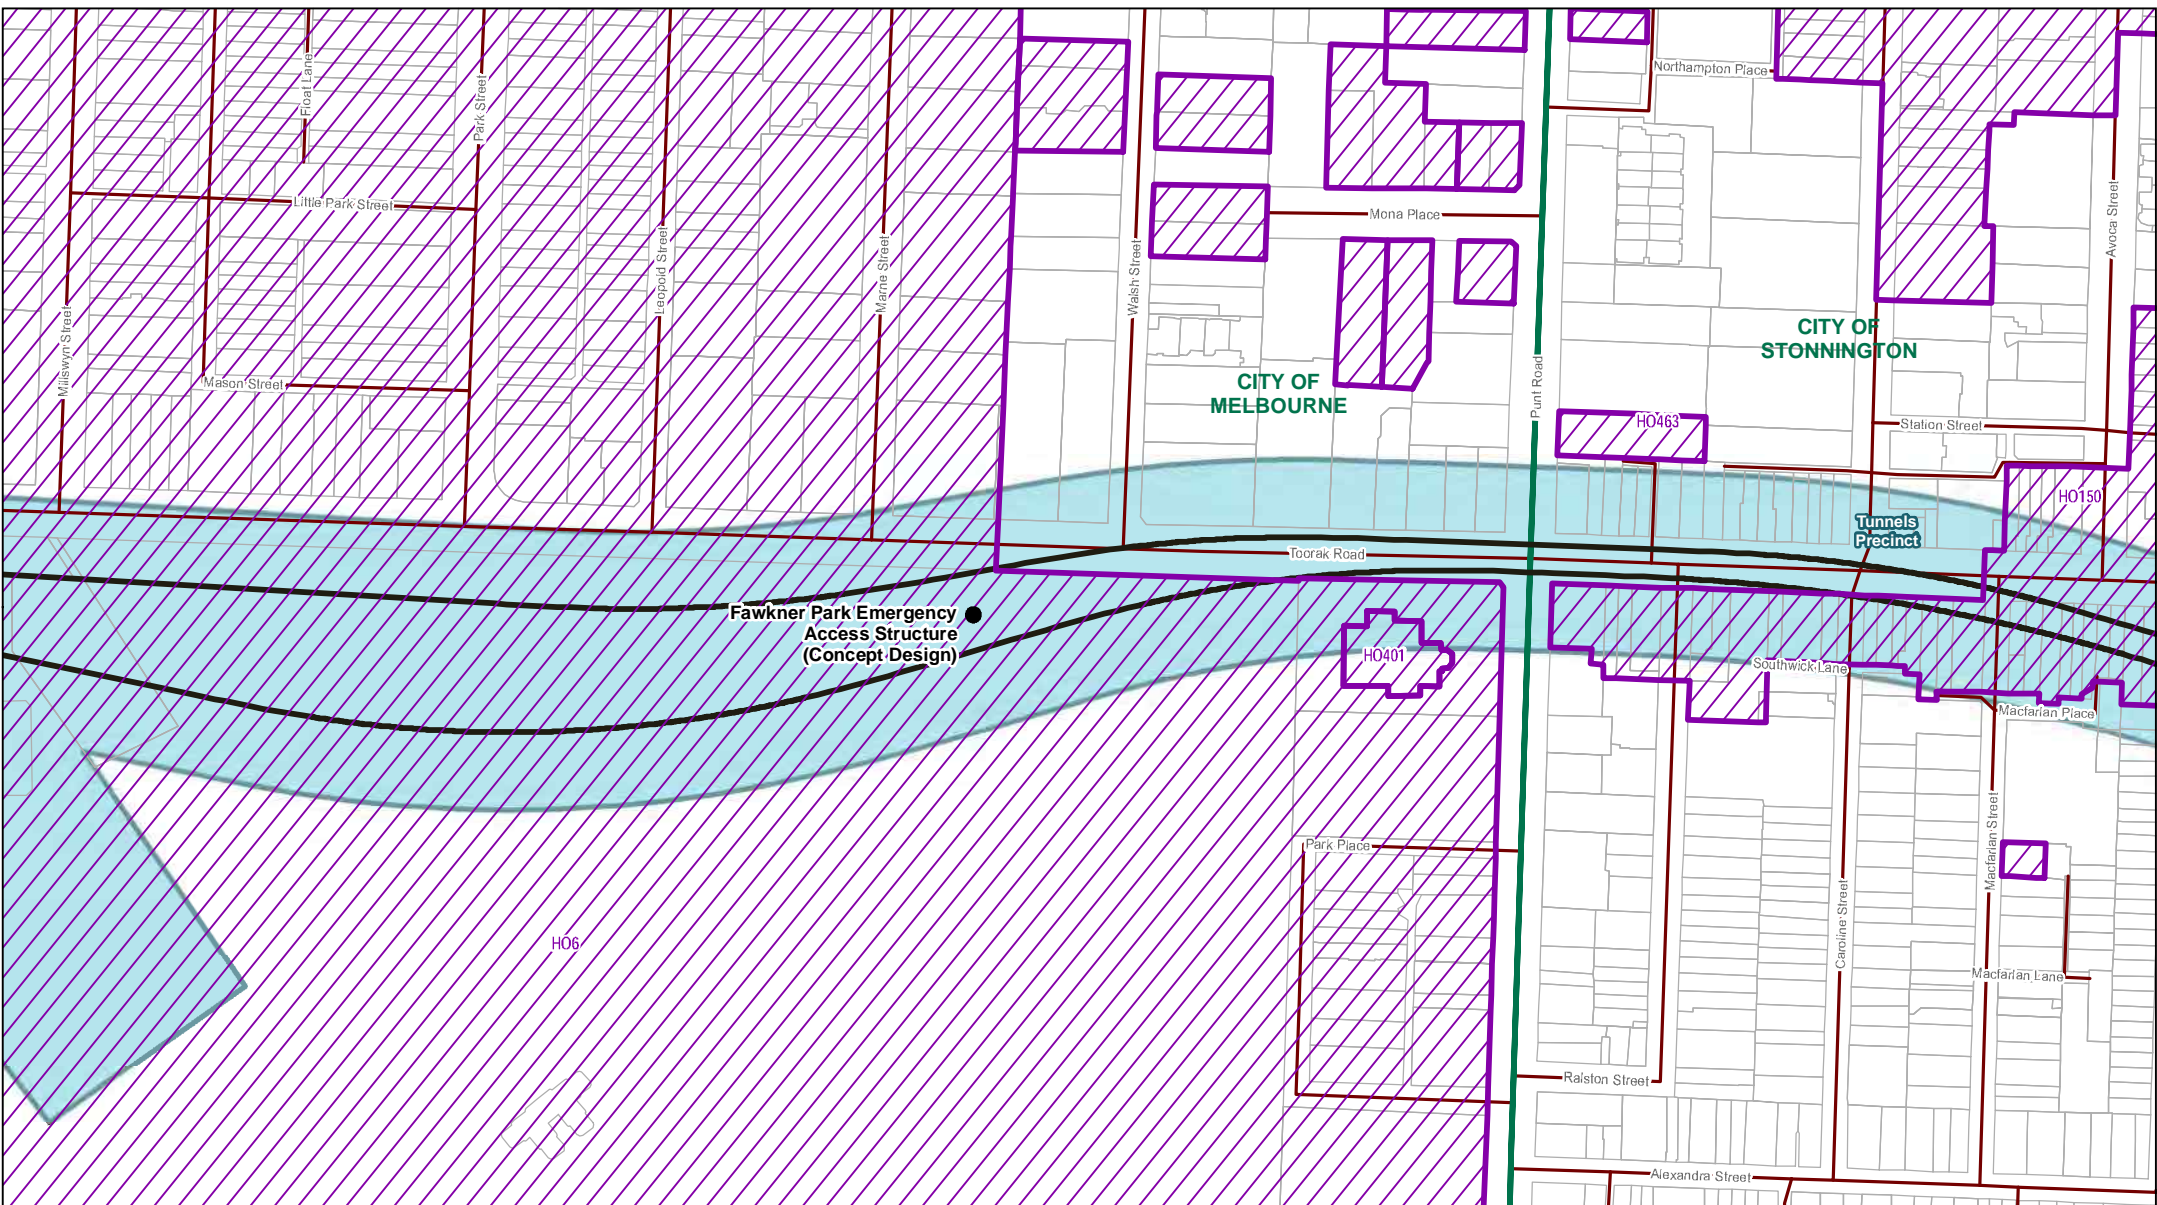 Float Lane
Park Street
Northampton Place
Little Park Street
Mona Place
Avoca Street
Leopold Street
Marne Street
Walsh Street
Millswyn Street
CITY OF
STONNINGTON
Punt Road
Mason Street
CITY OF
MELBOURNE
HO463
Station Street
HO150
Tunnels
Precinct
Toorak Road
Fawkner Park Emergency
Access Structure
(Concept Design)
HO401
Southwick Lane
Macfarlan Place
Park Place
Macfarlan Street
Caroline Street
HO6
Macfarlan Lane
Ralston Street
Alexandra Street